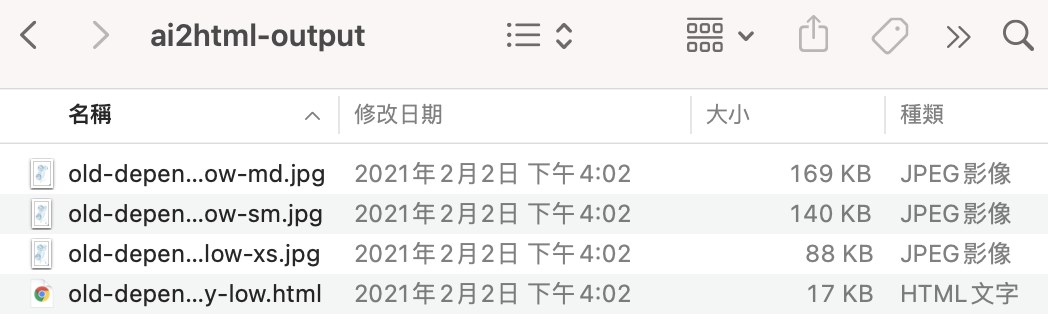 ai2html-output
名稱 修改日期 大小 種類
old-depen...ow-md.jpg 2021年2月2日 下午4:02 169 KB JPEG影像
old-depen...ow-sm.jpg 2021年2月2日 下午4:02 140 KB JPEG影像
old-depen...low-xs.jpg 2021年2月2日 下午4:02 88 KB JPEG影像
old-depen...y-low.html 2021年2月2日 下午4:02 17 KB HTML文字